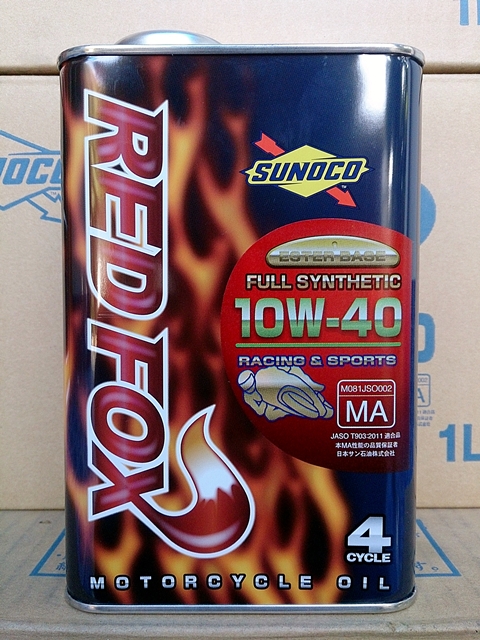 RED FOX
SUNOCO
ESTER BASE
FULL SYNTHETIC
10W-40
RACING & SPORTS
M081JSO002
MA
JASO T903:2011 適合品
本MA性能の品質保証者
日本サン石油株式会社
4
CYCLE
MOTORCYCLE OIL
1L